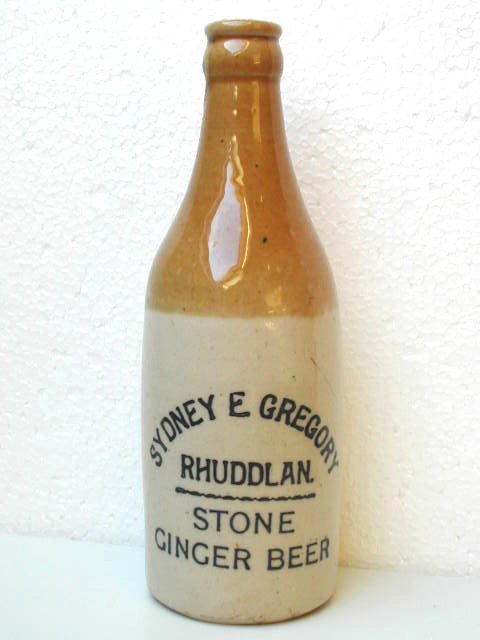 SYDNEY E GREGORY
RHUDDLAN.
STONE
GINGER BEER